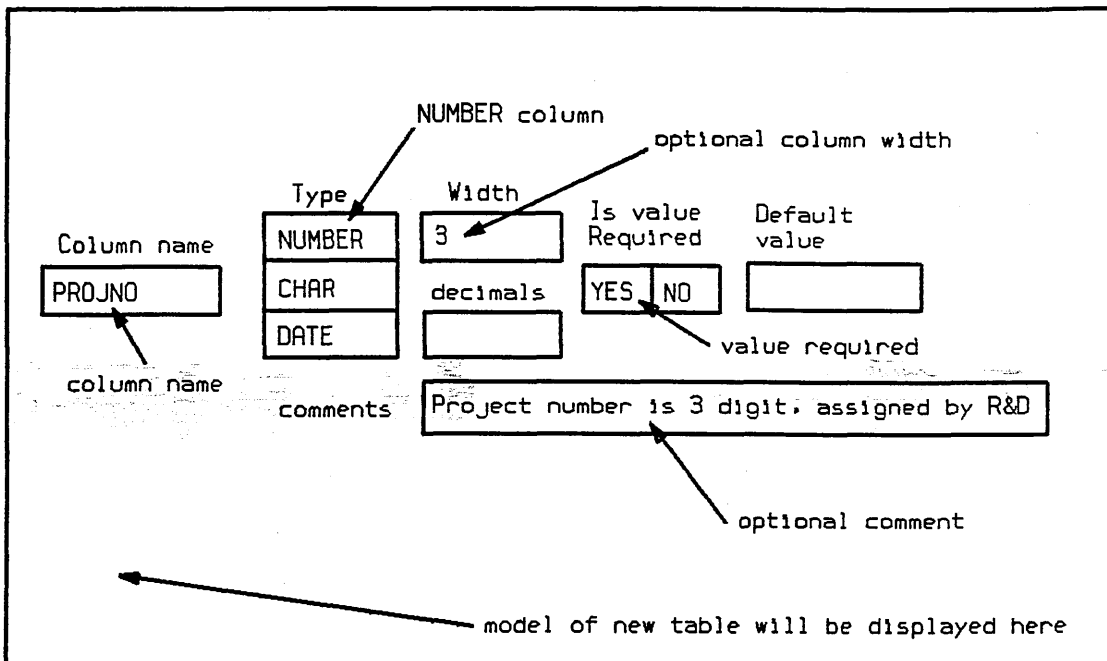 NUMBER column
optional column width
Type
Width
Is value
Required
Default
value
Column name
NUMBER
3
PROJNO
CHAR
decimals
YES
NO
DATE
value required
column name
comments
Project number is 3 digit, assigned by R&D
optional comment
model of new table will be displayed here